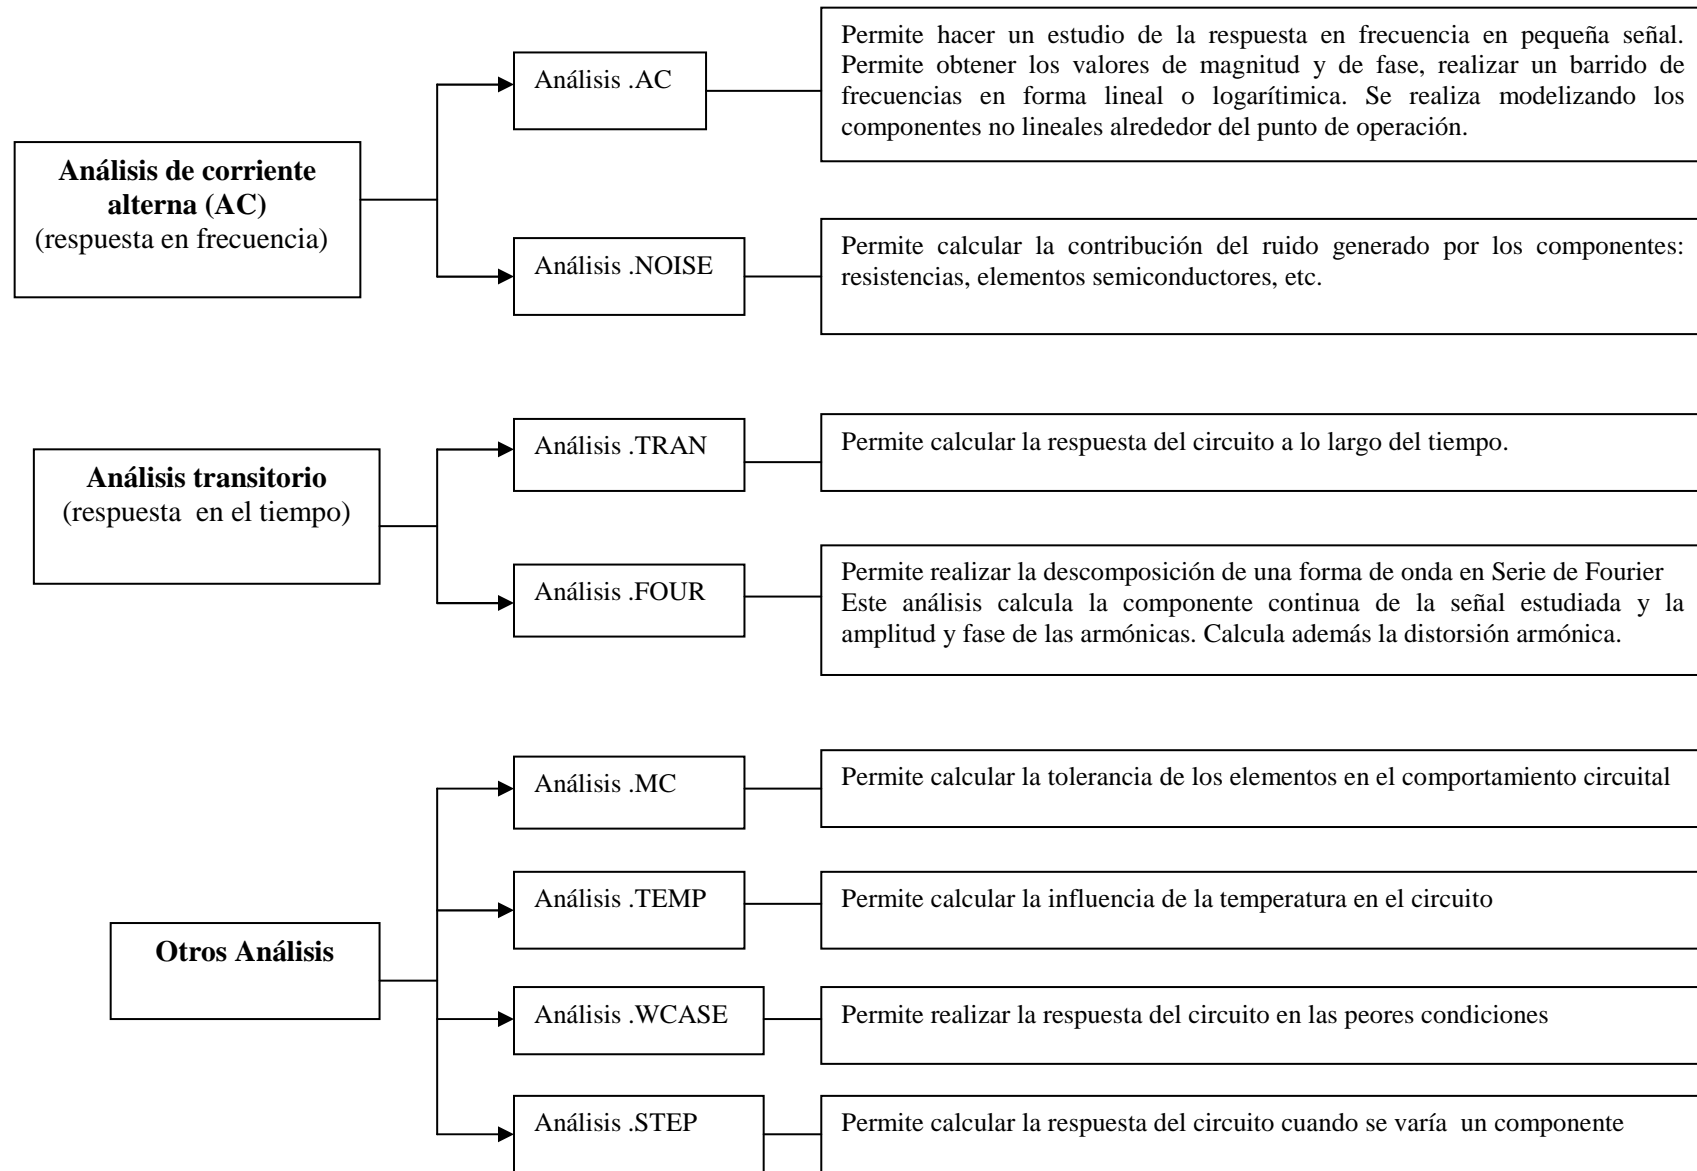 Análisis de corriente
alterna (AC)
(respuesta en frecuencia)
Análisis .AC
Permite hacer un estudio de la respuesta en frecuencia en pequeña señal.
Permite obtener los valores de magnitud y de fase, realizar un barrido de
frecuencias en forma lineal o logarítimica. Se realiza modelizando los
componentes no lineales alrededor del punto de operación.
Análisis .NOISE
Permite calcular la contribución del ruido generado por los componentes:
resistencias, elementos semiconductores, etc.
Análisis transitorio
(respuesta en el tiempo)
Análisis .TRAN
Permite calcular la respuesta del circuito a lo largo del tiempo.
Análisis .FOUR
Permite realizar la descomposición de una forma de onda en Serie de Fourier
Este análisis calcula la componente continua de la señal estudiada y la
amplitud y fase de las armónicas. Calcula además la distorsión armónica.
Otros Análisis
Análisis .MC
Permite calcular la tolerancia de los elementos en el comportamiento circuital
Análisis .TEMP
Permite calcular la influencia de la temperatura en el circuito
Análisis .WCASE
Permite realizar la respuesta del circuito en las peores condiciones
Análisis .STEP
Permite calcular la respuesta del circuito cuando se varía un componente